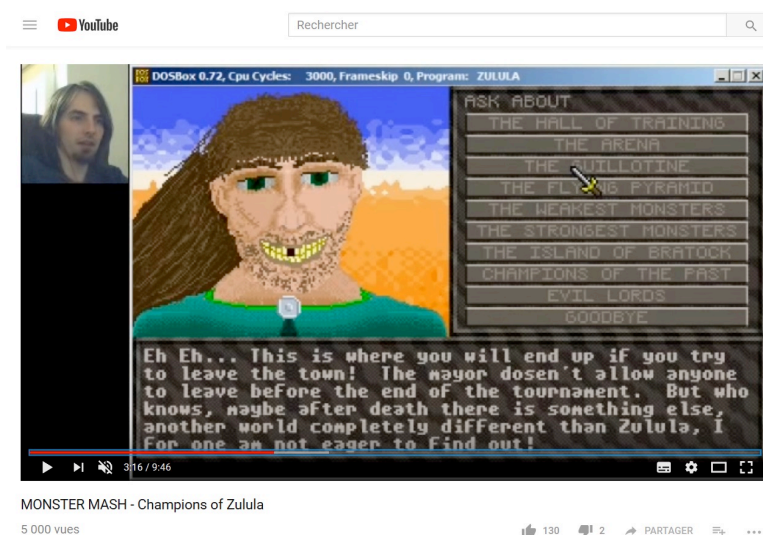 YouTube
Rechercher
DOSBox 0.72, Cpu Cycles: 3000, Frameskip 0, Program: ZULULA
ASK ABOUT
THE HALL OF TRAINING
THE ARENA
THE GUILLOTINE
THE FLYING PYRAMID
THE WEAKEST MONSTERS
THE STRONGEST MONSTERS
THE ISLAND OF BRATOCK
CHAMPIONS OF THE PAST
EVIL LORDS
GOODBYE
Eh Eh... This is where you will end up if you try
to leave the town! The mayor dosen't allow anyone
to leave before the end of the tournament. But who
knows, maybe after death there is something else,
another world completely different than Zulula, I
for one am not eager to find out!
3:16 / 9:46
MONSTER MASH - Champions of Zulula
5 000 vues
130
2
PARTAGER